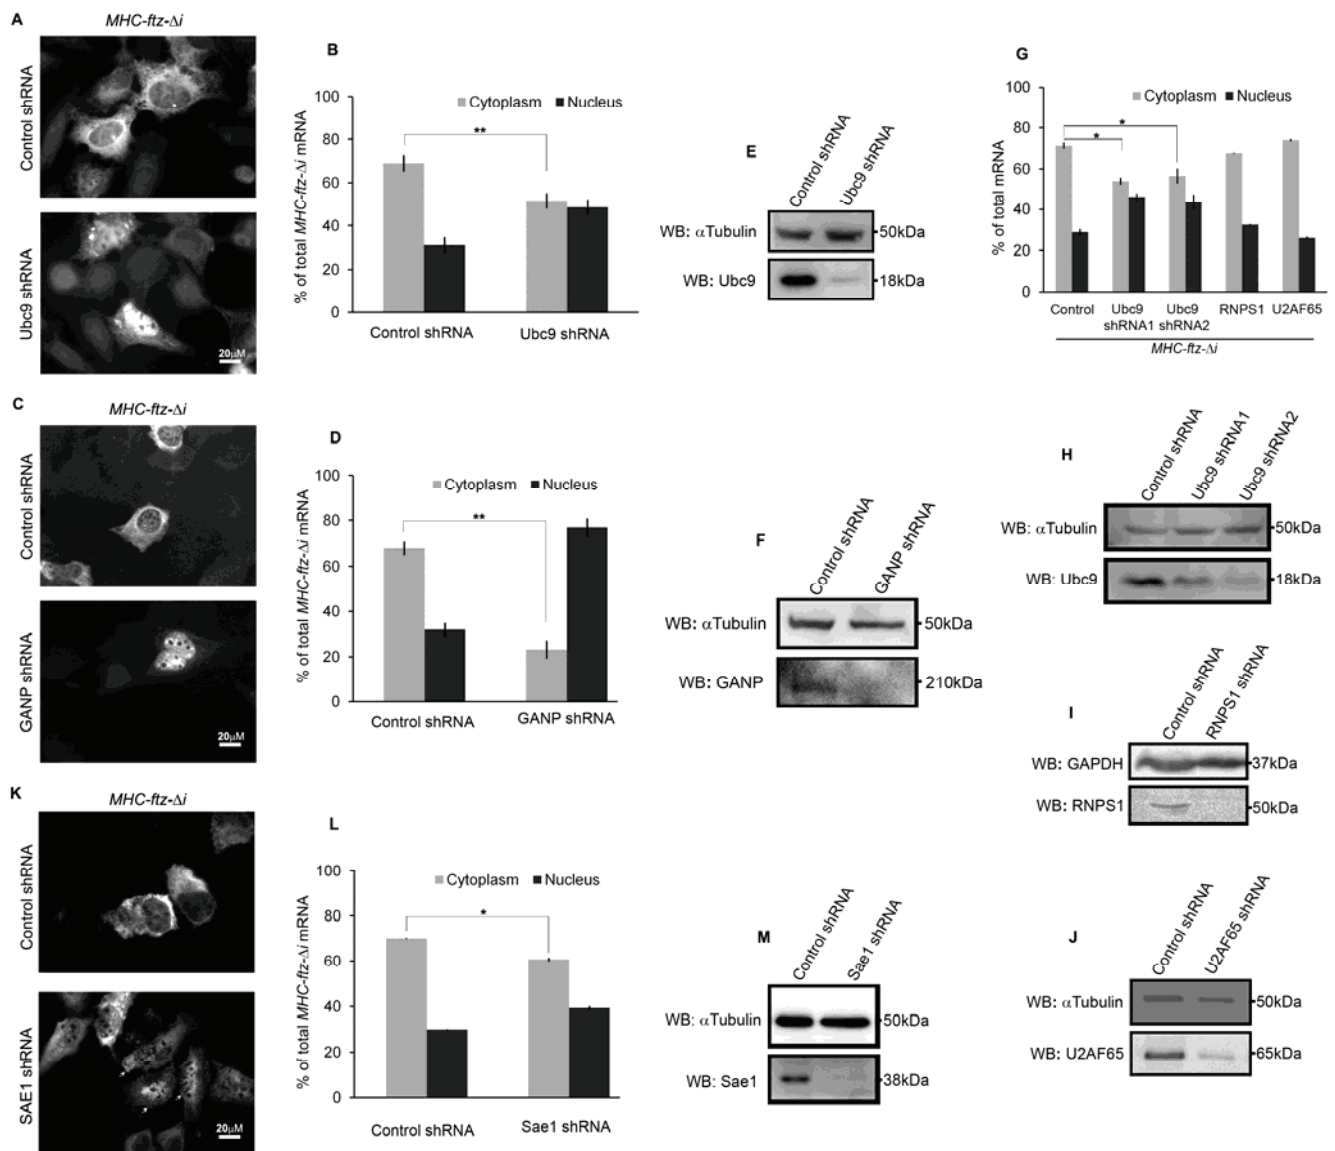 A
MHC-ftz-Δi
Control shRNA
Ubc9 shRNA
20μM
B
% of total MHC-ftz-Δi mRNA
100
80
60
40
20
0
Cytoplasm Nucleus
**
Control shRNA Ubc9 shRNA
C
MHC-ftz-Δi
Control shRNA
GANP shRNA
20μM
D
% of total MHC-ftz-Δi mRNA
100
80
60
40
20
0
Cytoplasm Nucleus
**
Control shRNA GANP shRNA
E
Control shRNA
Ubc9 shRNA
WB: αTubulin 50kDa
WB: Ubc9 18kDa
F
Control shRNA
GANP shRNA
WB: αTubulin 50kDa
WB: GANP 210kDa
G
% of total mRNA
100
80
60
40
20
0
Cytoplasm Nucleus
*
*
Control Ubc9 Ubc9 RNPS1 U2AF65
shRNA1 shRNA2
MHC-ftz-Δi
H
Control shRNA
Ubc9 shRNA1
Ubc9 shRNA2
WB: αTubulin 50kDa
WB: Ubc9 18kDa
I
Control shRNA
RNPS1 shRNA
WB: GAPDH 37kDa
WB: RNPS1 50kDa
J
Control shRNA
U2AF65 shRNA
WB: αTubulin 50kDa
WB: U2AF65 65kDa
K
MHC-ftz-Δi
Control shRNA
SAE1 shRNA
20μM
L
% of total MHC-ftz-Δi mRNA
100
80
60
40
20
0
Cytoplasm Nucleus
*
Control shRNA Sae1 shRNA
M
Control shRNA
Sae1 shRNA
WB: αTubulin 50kDa
WB: Sae1 38kDa